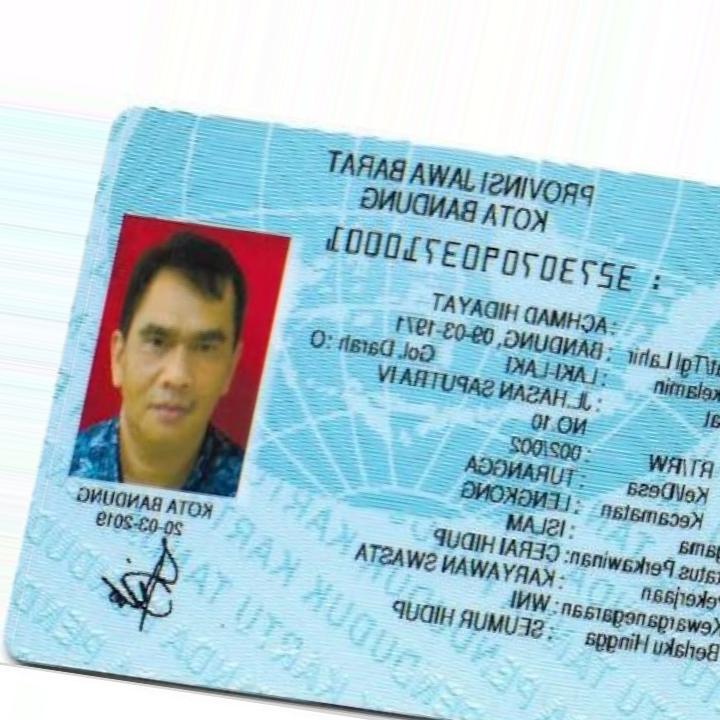 PROVINSI JAWA BARAT
KOTA BANDUNG
: 3273070903710001
: ACHMAD HIDAYAT
at/Tgl Lahir : BANDUNG, 09-03-1971
kelamin : LAKI-LAKI Gol. Darah : O
at : JL.HASAN SAPUTRA IV
NO.10
RT/RW : 002/002
Kel/Desa : TURANGGA
Kecamatan : LENGKONG
gama : ISLAM
tatus Perkawinan: CERAI HIDUP
Pekerjaan : KARYAWAN SWASTA
Kewarganegaraan: WNI
Berlaku Hingga : SEUMUR HIDUP
KOTA BANDUNG
20-03-2019